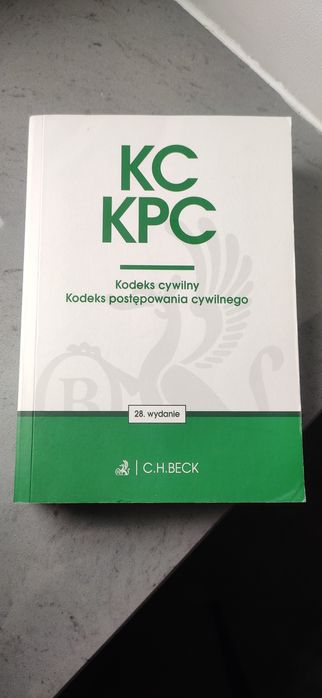 KC
KPC
Kodeks cywilny
Kodeks postępowania cywilnego
28. wydanie
C.H.BECK